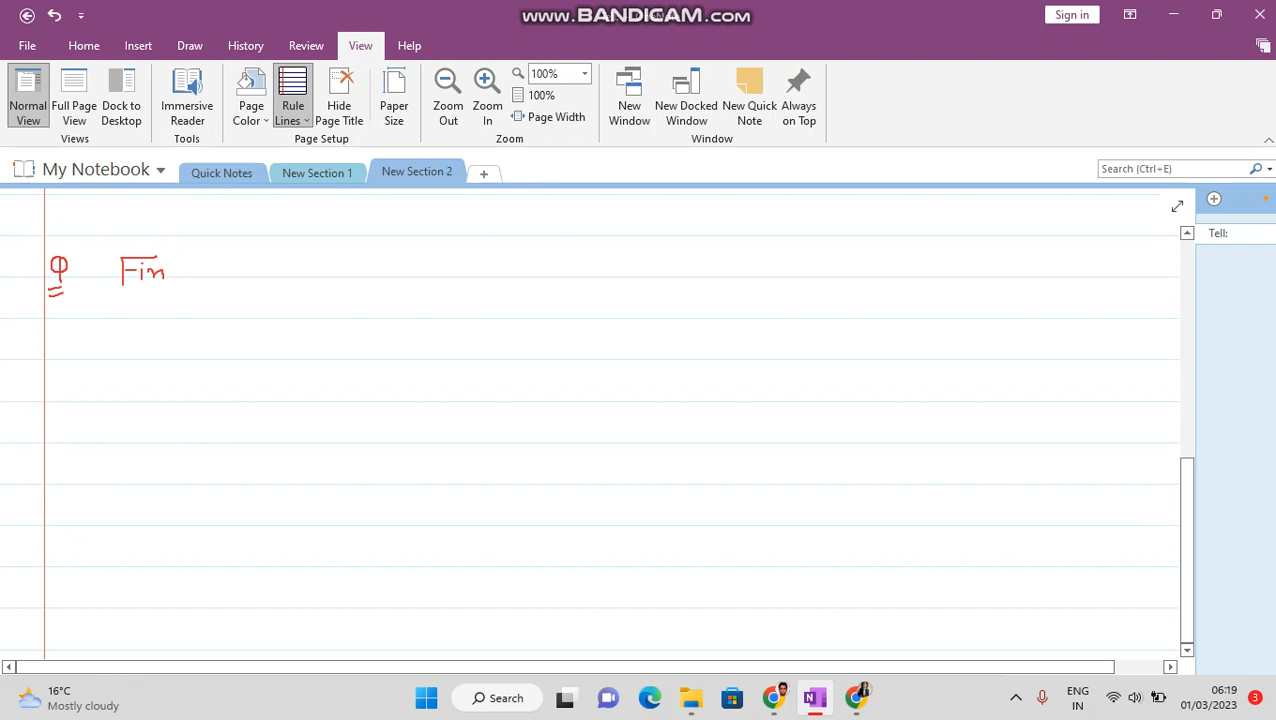 www.BANDICAM.com
Sign in
File Home Insert Draw History Review View Help
Normal View
Full Page View
Dock to Desktop
Immersive Reader
Page Color
Rule Lines
Hide Page Title
Paper Size
Zoom Out
Zoom In
100%
100%
Page Width
New Window
New Docked Window
New Quick Note
Always on Top
Views Tools Page Setup Zoom Window
My Notebook Quick Notes New Section 1 New Section 2 +
Search (Ctrl+E)
Tell:
Q Fin
16°C
Mostly cloudy
Search
ENG
IN
06:19
01/03/2023
3